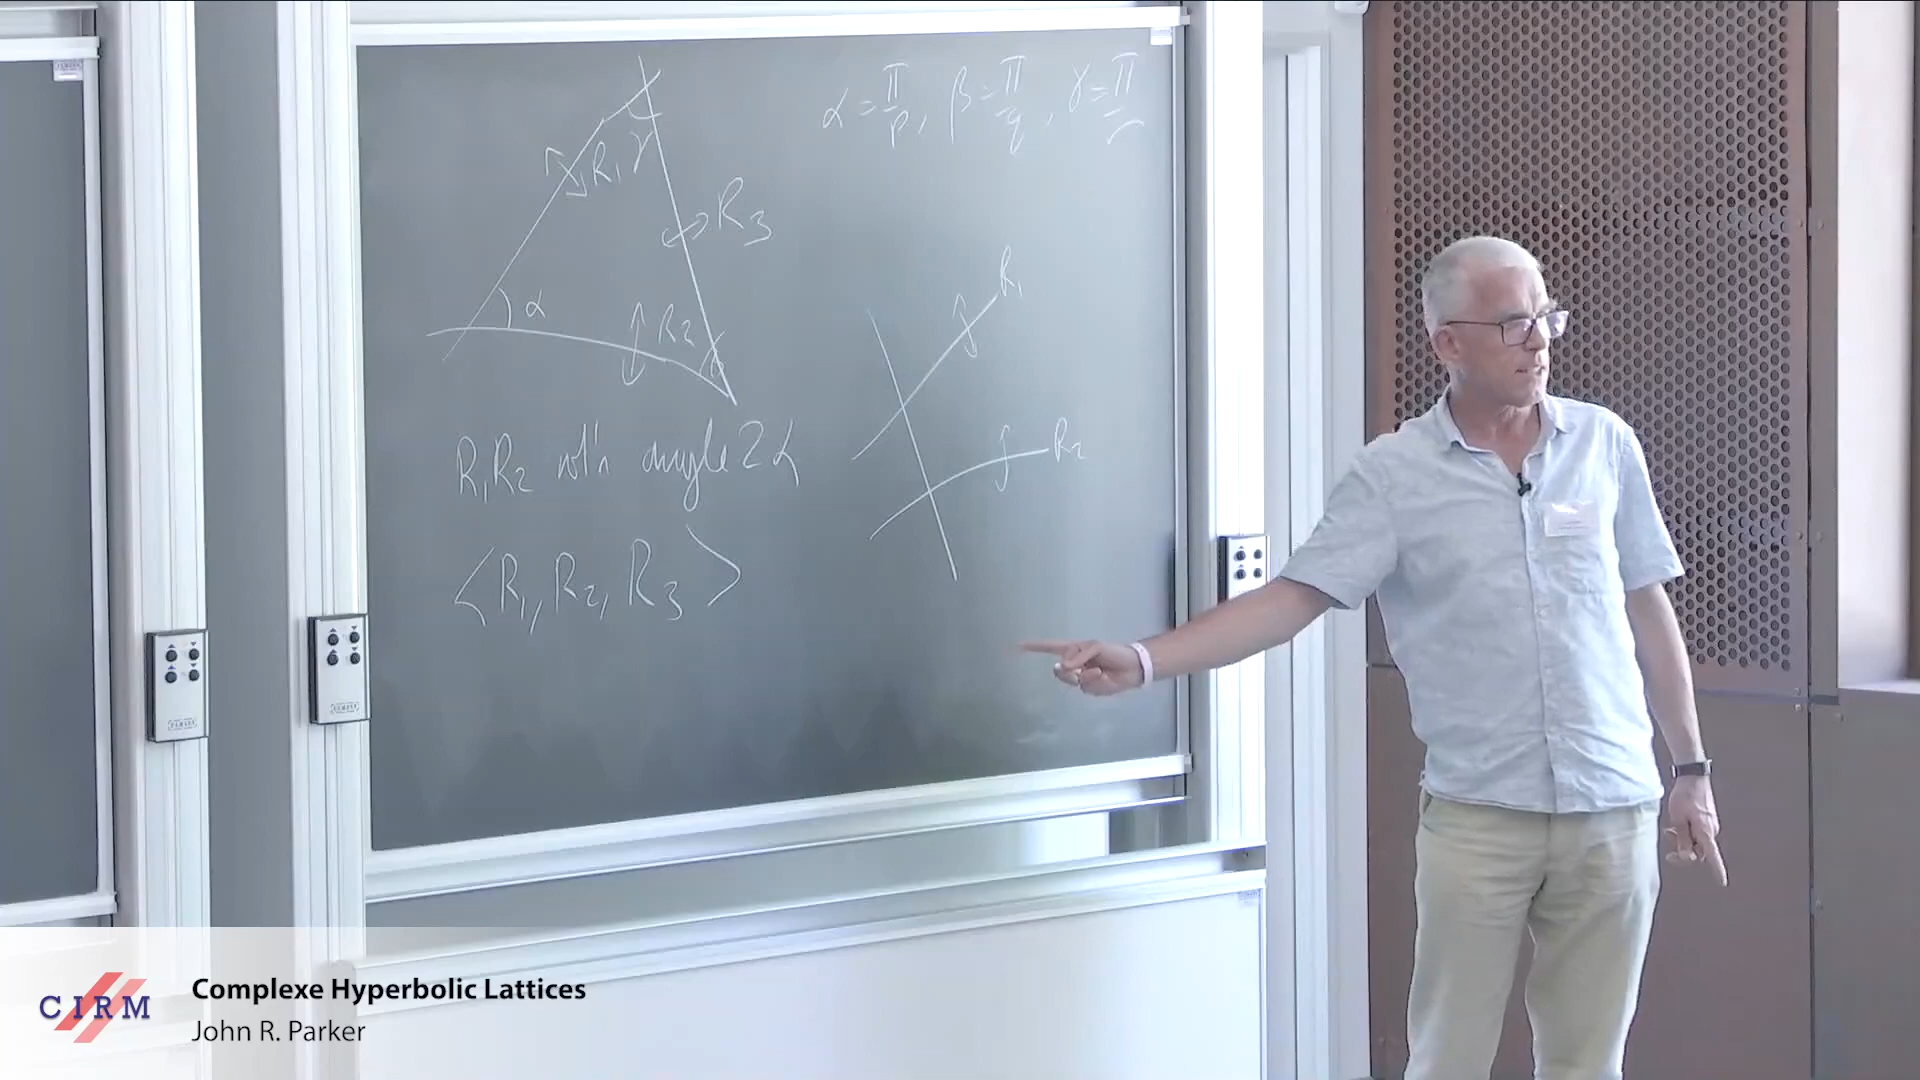 α = π/p, β = π/q, γ = π/r
R₁
γ
R₃
α
R₂
R₁
R₂
R₁R₂ rot'n angle 2α
⟨R₁, R₂, R₃⟩
CIRM
Complexe Hyperbolic Lattices
John R. Parker